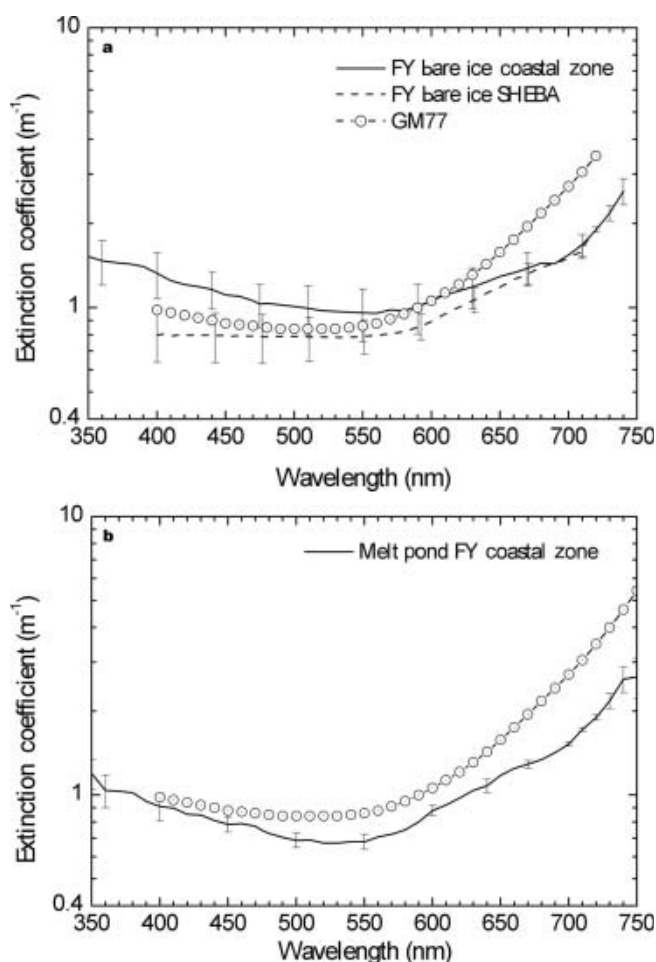 10
a
FY bare ice coastal zone
FY bare ice SHEBA
GM77
Extinction coefficient (m⁻¹)
1
0.4
350 400 450 500 550 600 650 700 750
Wavelength (nm)
10
b
Melt pond FY coastal zone
Extinction coefficient (m⁻¹)
1
0.4
350 400 450 500 550 600 650 700 750
Wavelength (nm)